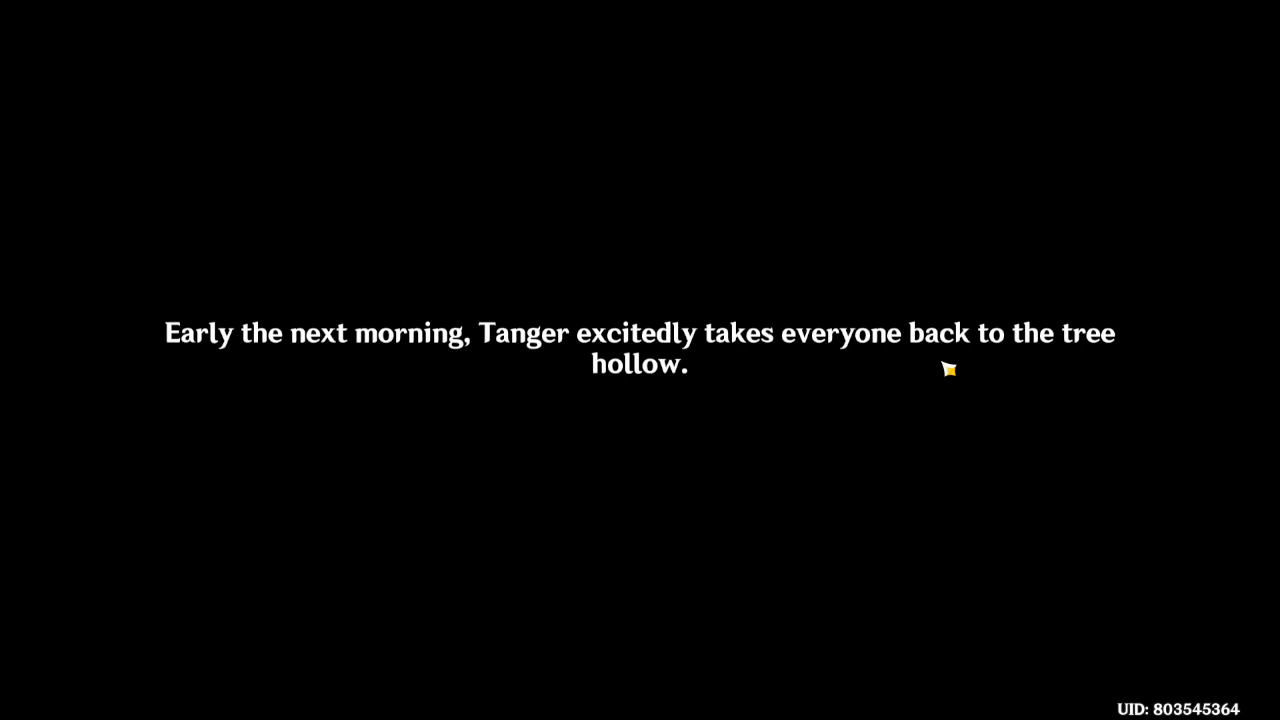 Early the next morning, Tanger excitedly takes everyone back to the tree
hollow.
UID: 803545364